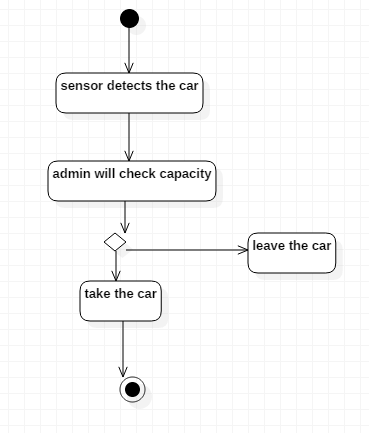 sensor detects the car
admin will check capacity
leave the car
take the car